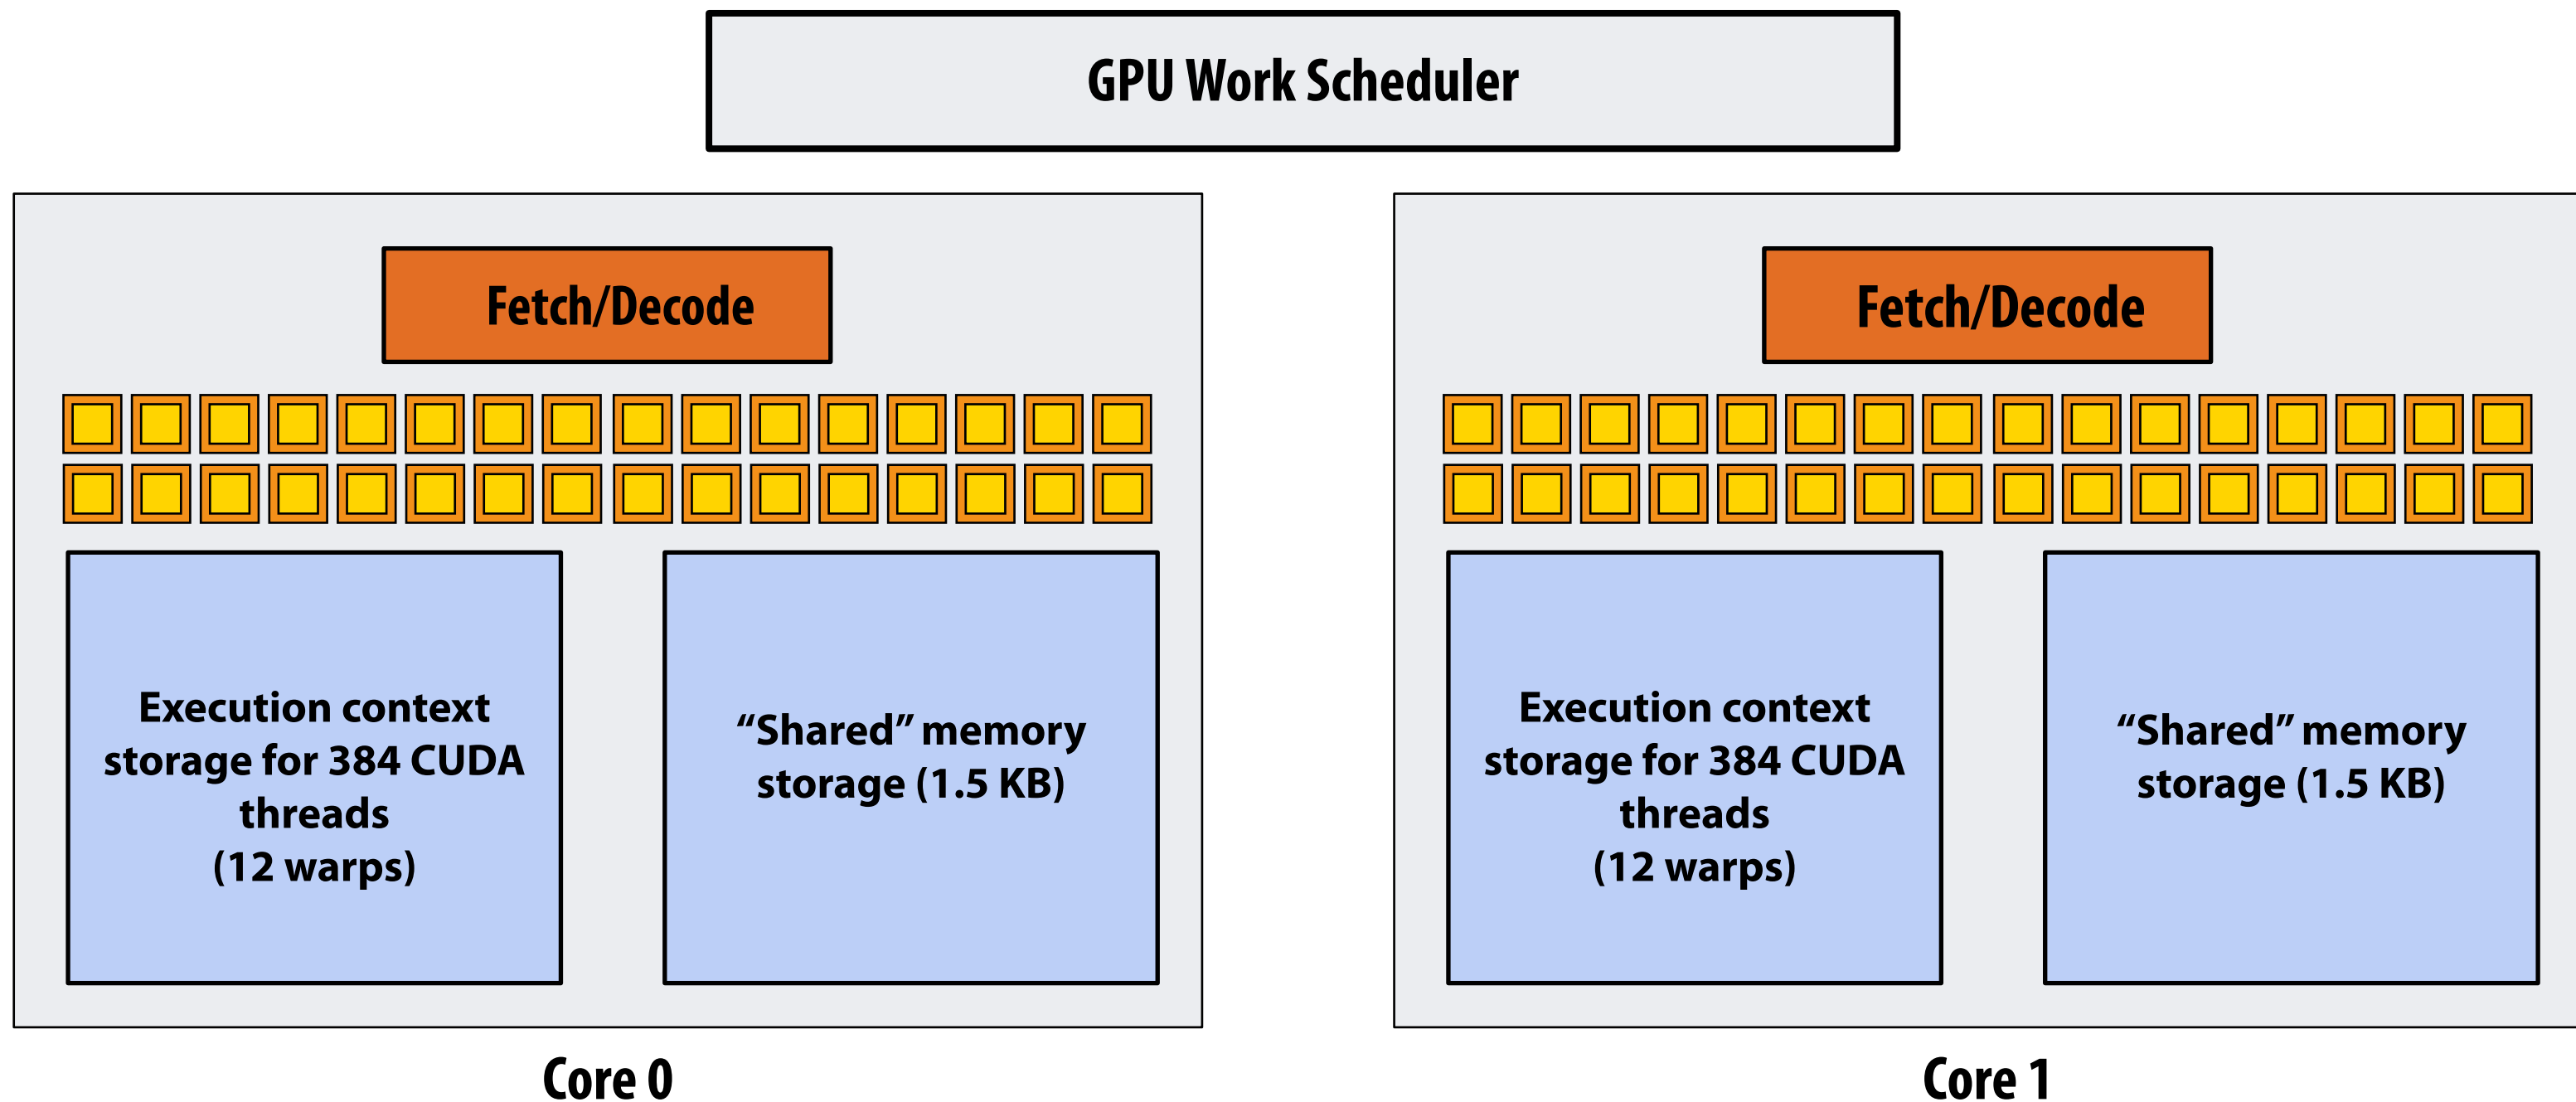 GPU Work Scheduler
Fetch/Decode
Execution context
storage for 384 CUDA
threads
(12 warps)
“Shared” memory
storage (1.5 KB)
Core 0
Fetch/Decode
Execution context
storage for 384 CUDA
threads
(12 warps)
“Shared” memory
storage (1.5 KB)
Core 1